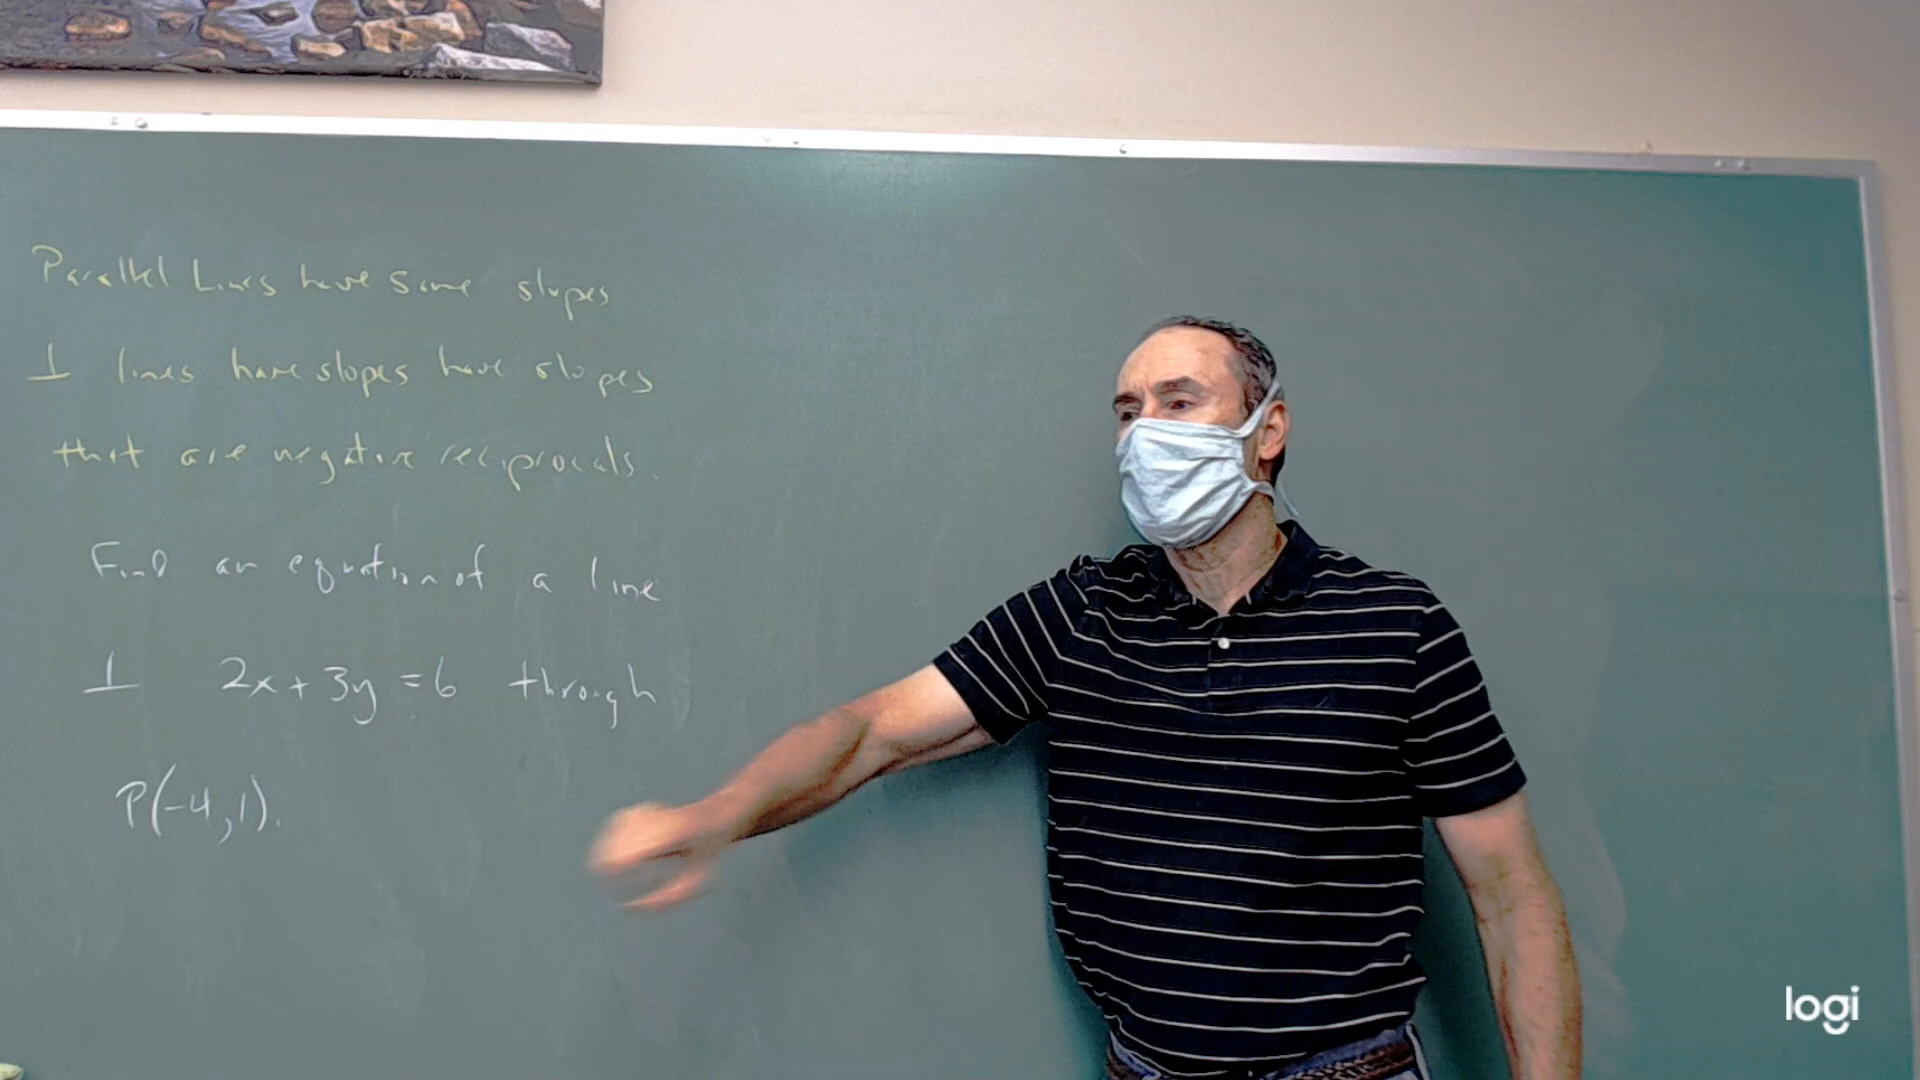 Parallel Lines have same slopes
⊥ lines have slopes have slopes
that are negative reciprocals.
Find an equation of a line
⊥ 2x+3y=6 through
P(-4,1).
logi